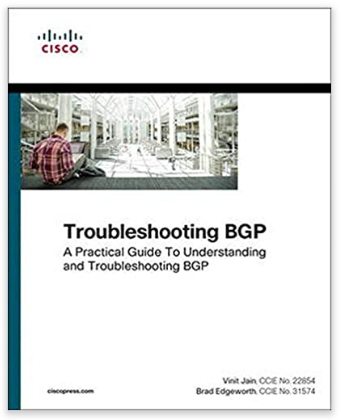 CISCO
Troubleshooting BGP
A Practical Guide To Understanding
and Troubleshooting BGP
ciscopress.com
Vinit Jain, CCIE No. 22854
Brad Edgeworth, CCIE No. 31574